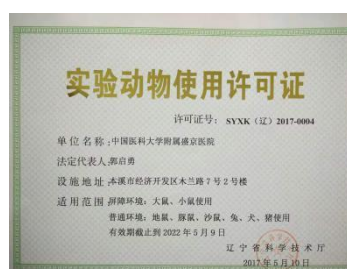 实验动物使用许可证
许可证号： SYXK（辽）2017-0004
单位名称：中国医科大学附属盛京医院
法定代表人：郭启勇
设施地址：本溪市经济开发区木兰路7号2号楼
适用范围：屏障环境：大鼠、小鼠使用
普通环境：地鼠、豚鼠、沙鼠、兔、犬、猪使用
有效期截止到2022年5月9日
辽宁省科学技术厅
2017年5月10日